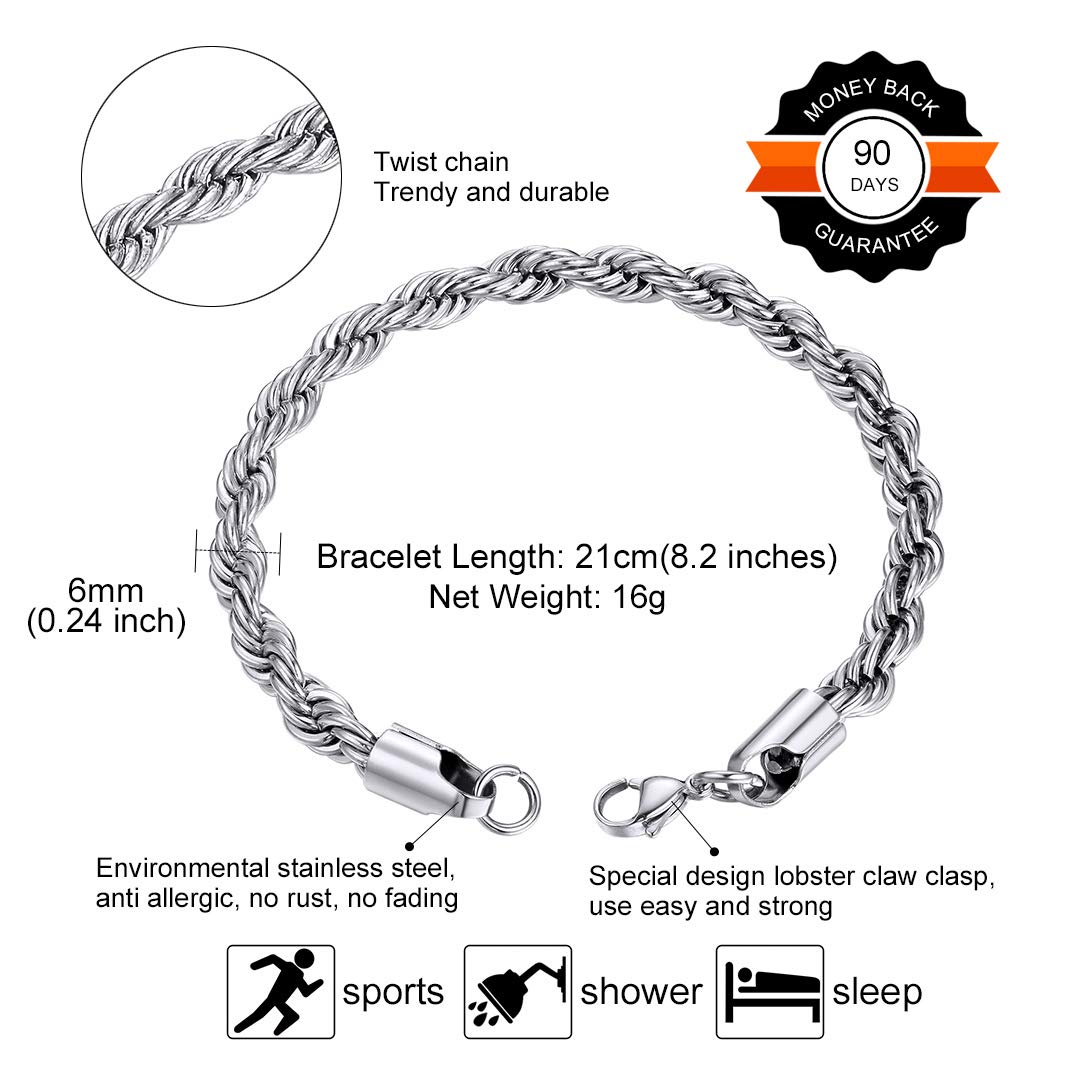 Twist chain
Trendy and durable
MONEY BACK
90
DAYS
GUARANTEE
Bracelet Length: 21cm(8.2 inches)
Net Weight: 16g
6mm
(0.24 inch)
Environmental stainless steel,
anti allergic, no rust, no fading
Special design lobster claw clasp,
use easy and strong
sports
shower
sleep